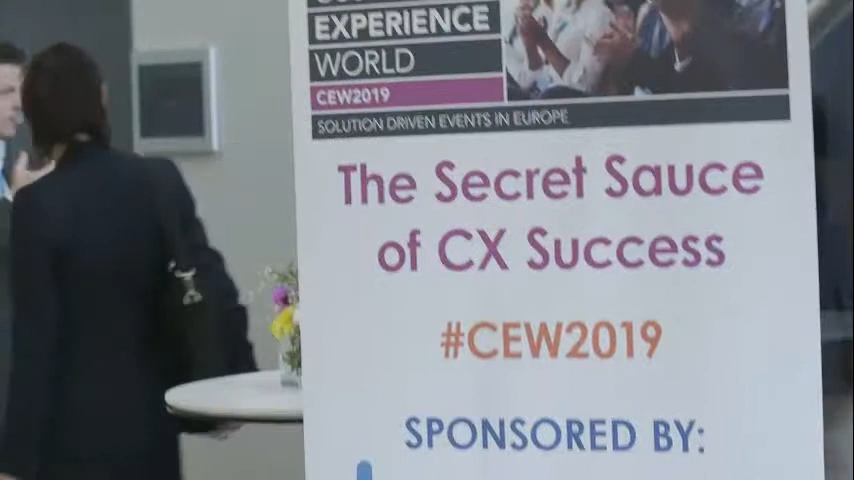 EXPERIENCE
WORLD
CEW2019
SOLUTION DRIVEN EVENTS IN EUROPE
The Secret Sauce
of CX Success
#CEW2019
SPONSORED BY: